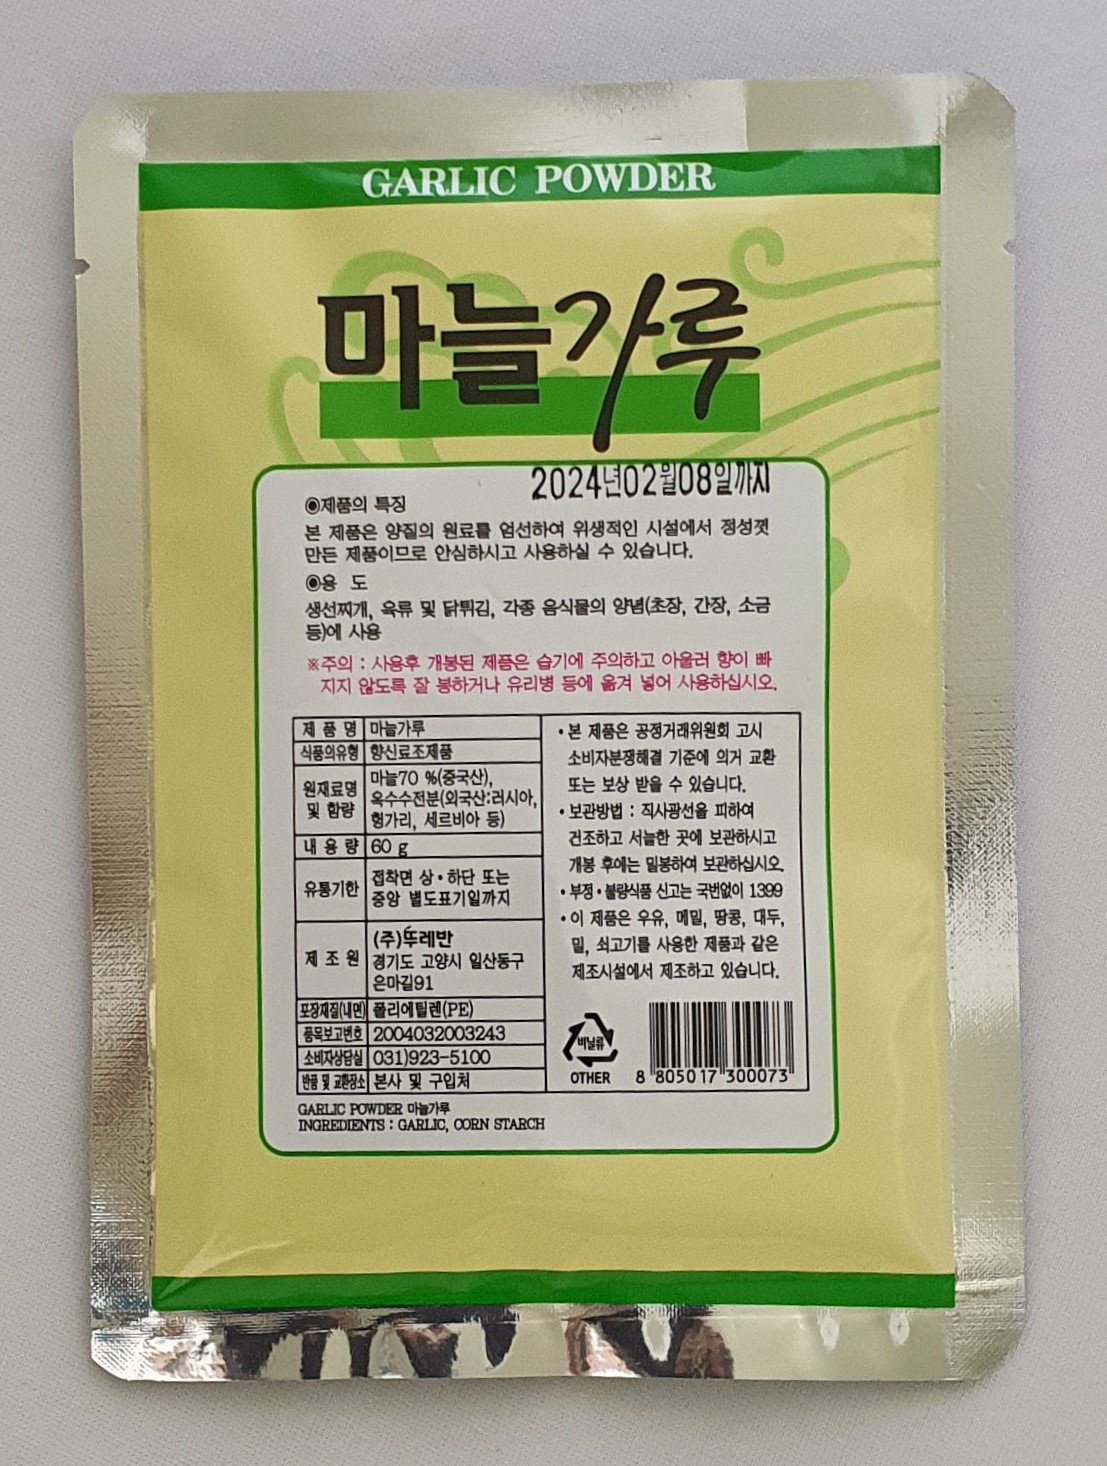 GARLIC POWDER
마늘가루
2024년02월08일까지
◉제품의 특징
본 제품은 양질의 원료를 엄선하여 위생적인 시설에서 정성껏
만든 제품이므로 안심하시고 사용하실 수 있습니다.
◉용 도
생선찌개, 육류 및 닭튀김, 각종 음식물의 양념(초장, 간장, 소금
등)에 사용
※주의 : 사용후 개봉된 제품은 습기에 주의하고 아울러 향이 빠
지지 않도록 잘 봉하거나 유리병 등에 옮겨 넣어 사용하십시오.
제 품 명 마늘가루
식품의유형 향신료조제품
원재료명 및 함량 마늘70 %(중국산),
옥수수전분(외국산:러시아,
헝가리, 세르비아 등)
내 용 량 60 g
유통기한 접착면 상•하단 또는
중앙 별도표기일까지
제 조 원 (주)뚜레반
경기도 고양시 일산동구
은마길91
포장재질(내면) 폴리에틸렌(PE)
품목보고번호 2004032003243
소비자상담실 031)923-5100
반품 및 교환장소 본사 및 구입처
• 본 제품은 공정거래위원회 고시
소비자분쟁해결 기준에 의거 교환
또는 보상 받을 수 있습니다.
• 보관방법 : 직사광선을 피하여
건조하고 서늘한 곳에 보관하시고
개봉 후에는 밀봉하여 보관하십시오.
• 부정•불량식품 신고는 국번없이 1399
• 이 제품은 우유, 메밀, 땅콩, 대두,
밀, 쇠고기를 사용한 제품과 같은
제조시설에서 제조하고 있습니다.
비닐류
OTHER
8 805017 300073
GARLIC POWDER 마늘가루
INGREDIENTS : GARLIC, CORN STARCH